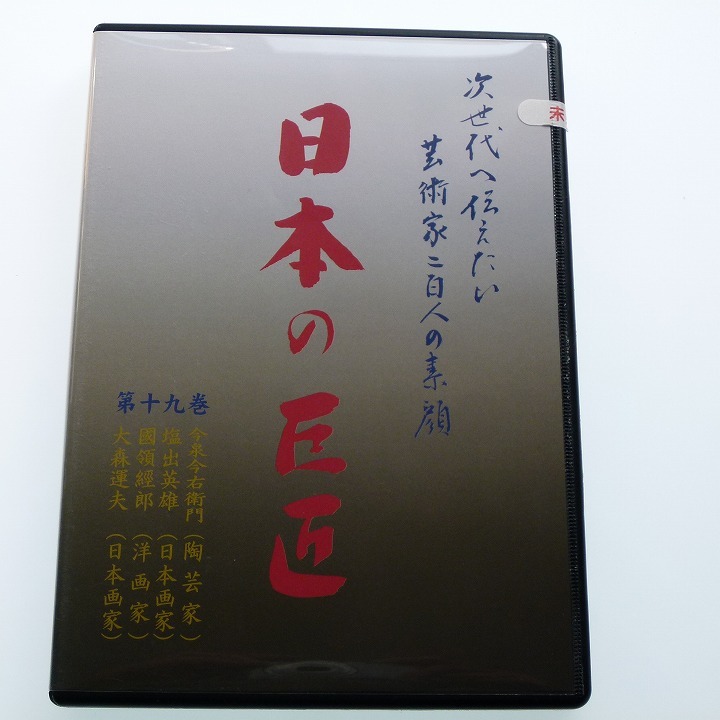 次世代へ伝えたい
芸術家二百人の素顔
日本の巨匠
第十九巻
今泉今右衛門(陶芸家)
塩出英雄(日本画家)
國領經郎(洋画家)
大森運夫(日本画家)
未